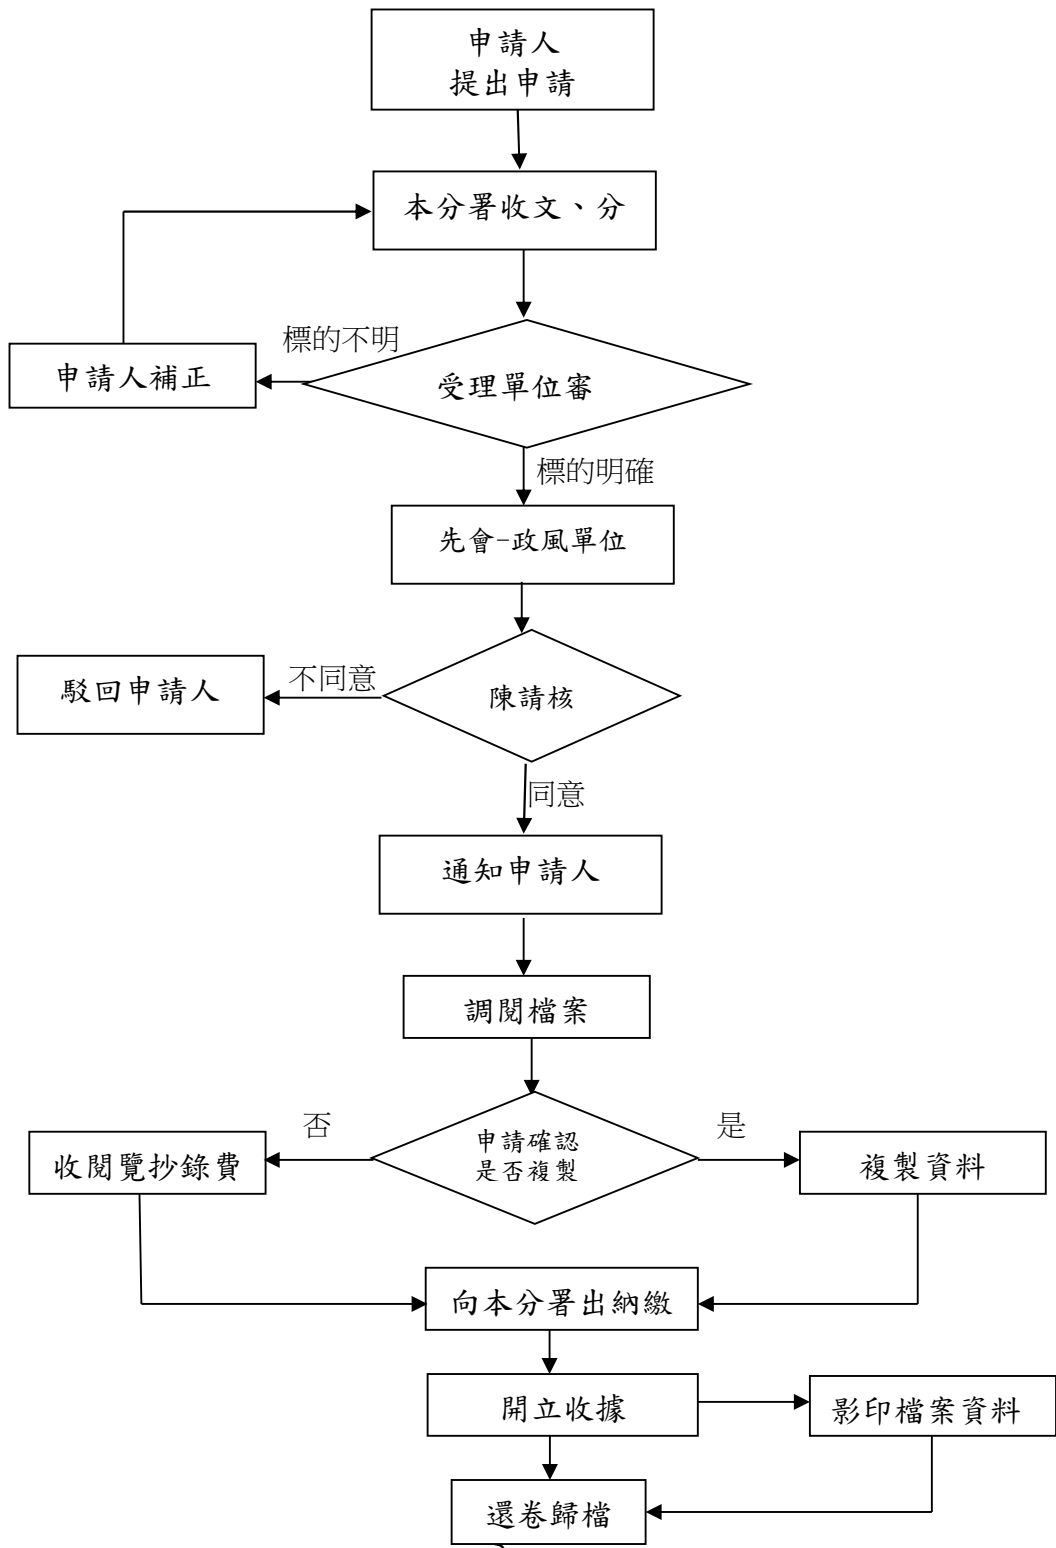 申請人
提出申請
本分署收文、分
標的不明
申請人補正
受理單位審
標的明確
先會-政風單位
不同意
駁回申請人
陳請核
同意
通知申請人
調閱檔案
否
申請確認
是否複製
是
收閱覽抄錄費
複製資料
向本分署出納繳
開立收據
影印檔案資料
還卷歸檔